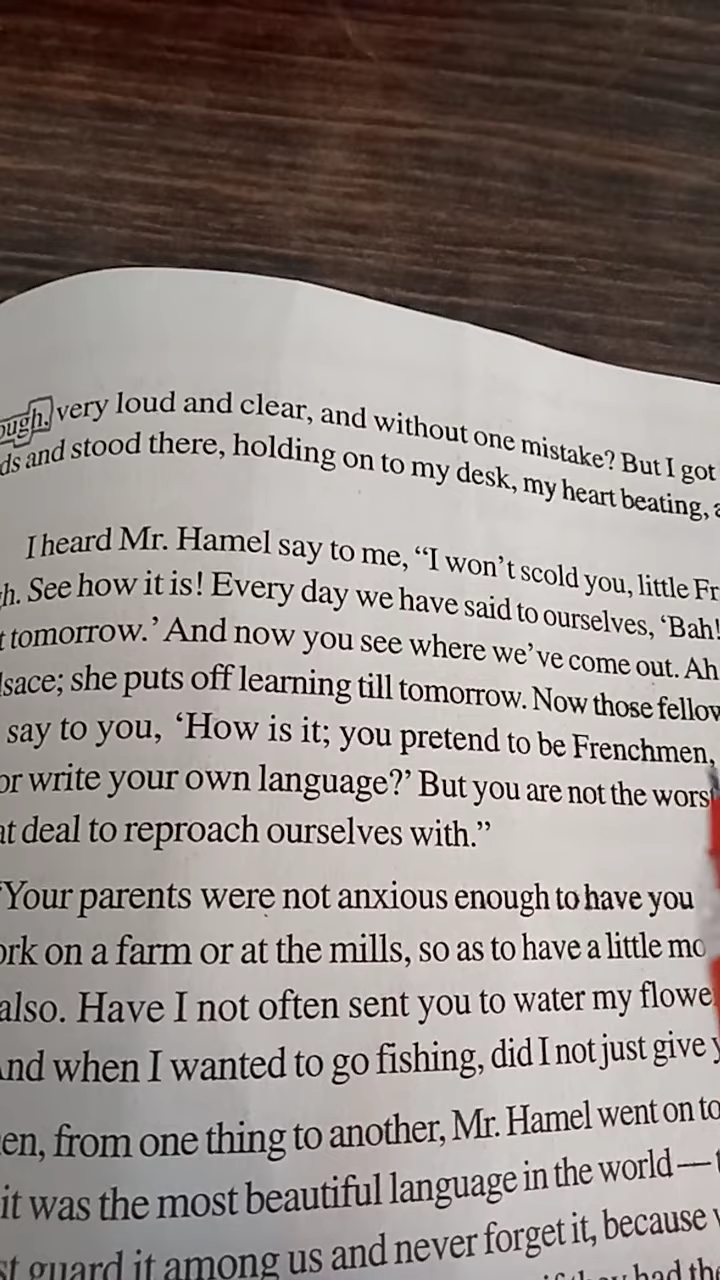 ough, very loud and clear, and without one mistake? But I got
ds and stood there, holding on to my desk, my heart beating, a
I heard Mr. Hamel say to me, “I won’t scold you, little Fr
h. See how it is! Every day we have said to ourselves, ‘Bah!
t tomorrow.’ And now you see where we’ve come out. Ah
lsace; she puts off learning till tomorrow. Now those fellow
say to you, ‘How is it; you pretend to be Frenchmen,
or write your own language?’ But you are not the worst
at deal to reproach ourselves with.”
“Your parents were not anxious enough to have you
ork on a farm or at the mills, so as to have a little mo
also. Have I not often sent you to water my flowe
And when I wanted to go fishing, did I not just give y
en, from one thing to another, Mr. Hamel went on to
it was the most beautiful language in the world — t
st guard it among us and never forget it, because w
had the